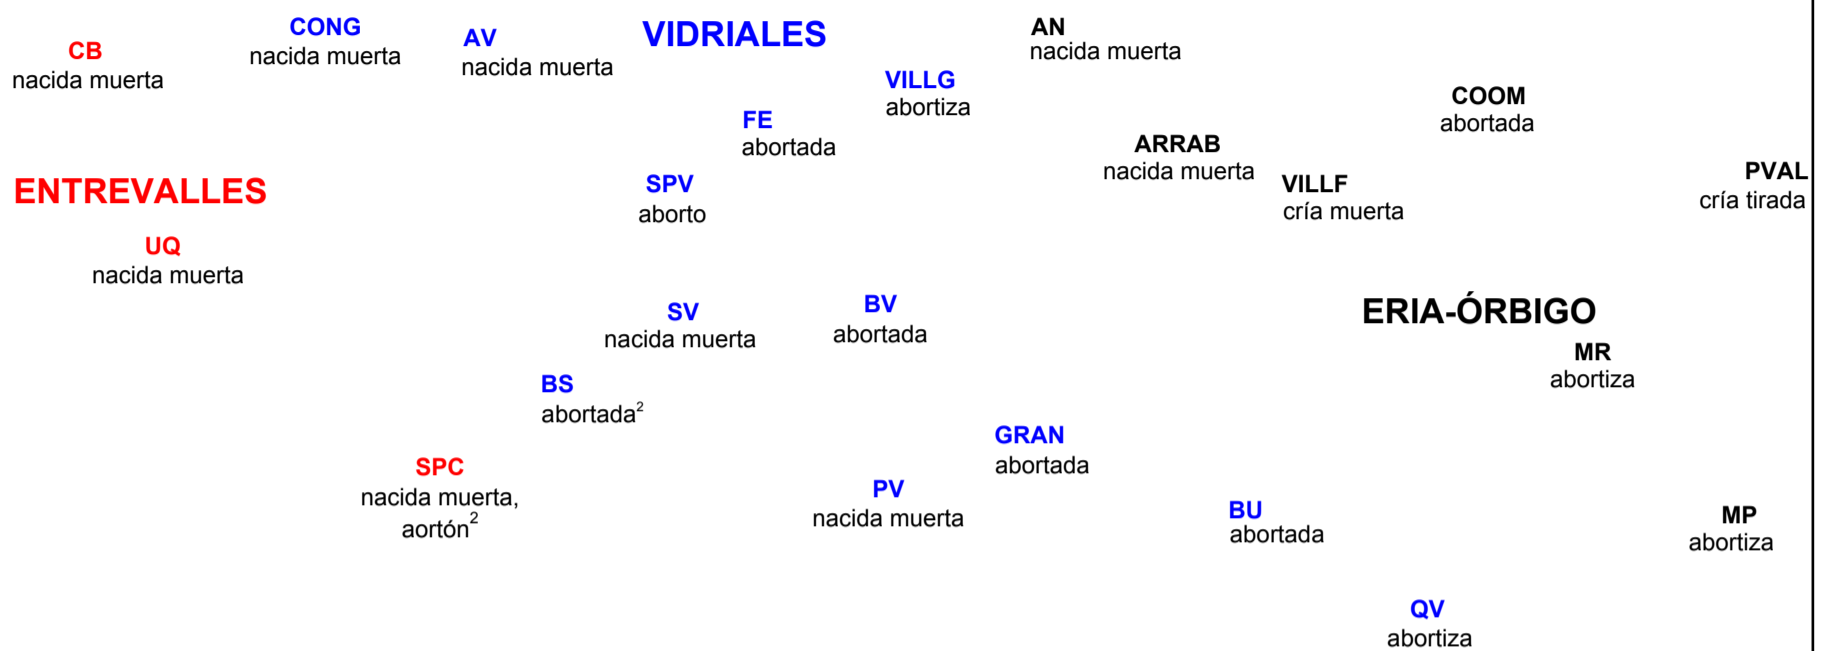 CONG
nacida muerta
AN
nacida muerta
VIDRIALES
AV
nacida muerta
CB
nacida muerta
VILLG
abortiza
COOM
abortada
FE
abortada
ARRAB
nacida muerta
PVAL
cría tirada
ENTREVALLES
SPV
aborto
VILLF
cría muerta
UQ
nacida muerta
SV
nacida muerta
BV
abortada
ERIA-ÓRBIGO
MR
abortiza
BS
abortada²
GRAN
abortada
SPC
nacida muerta,
aortón²
PV
nacida muerta
BU
abortada
MP
abortiza
QV
abortiza